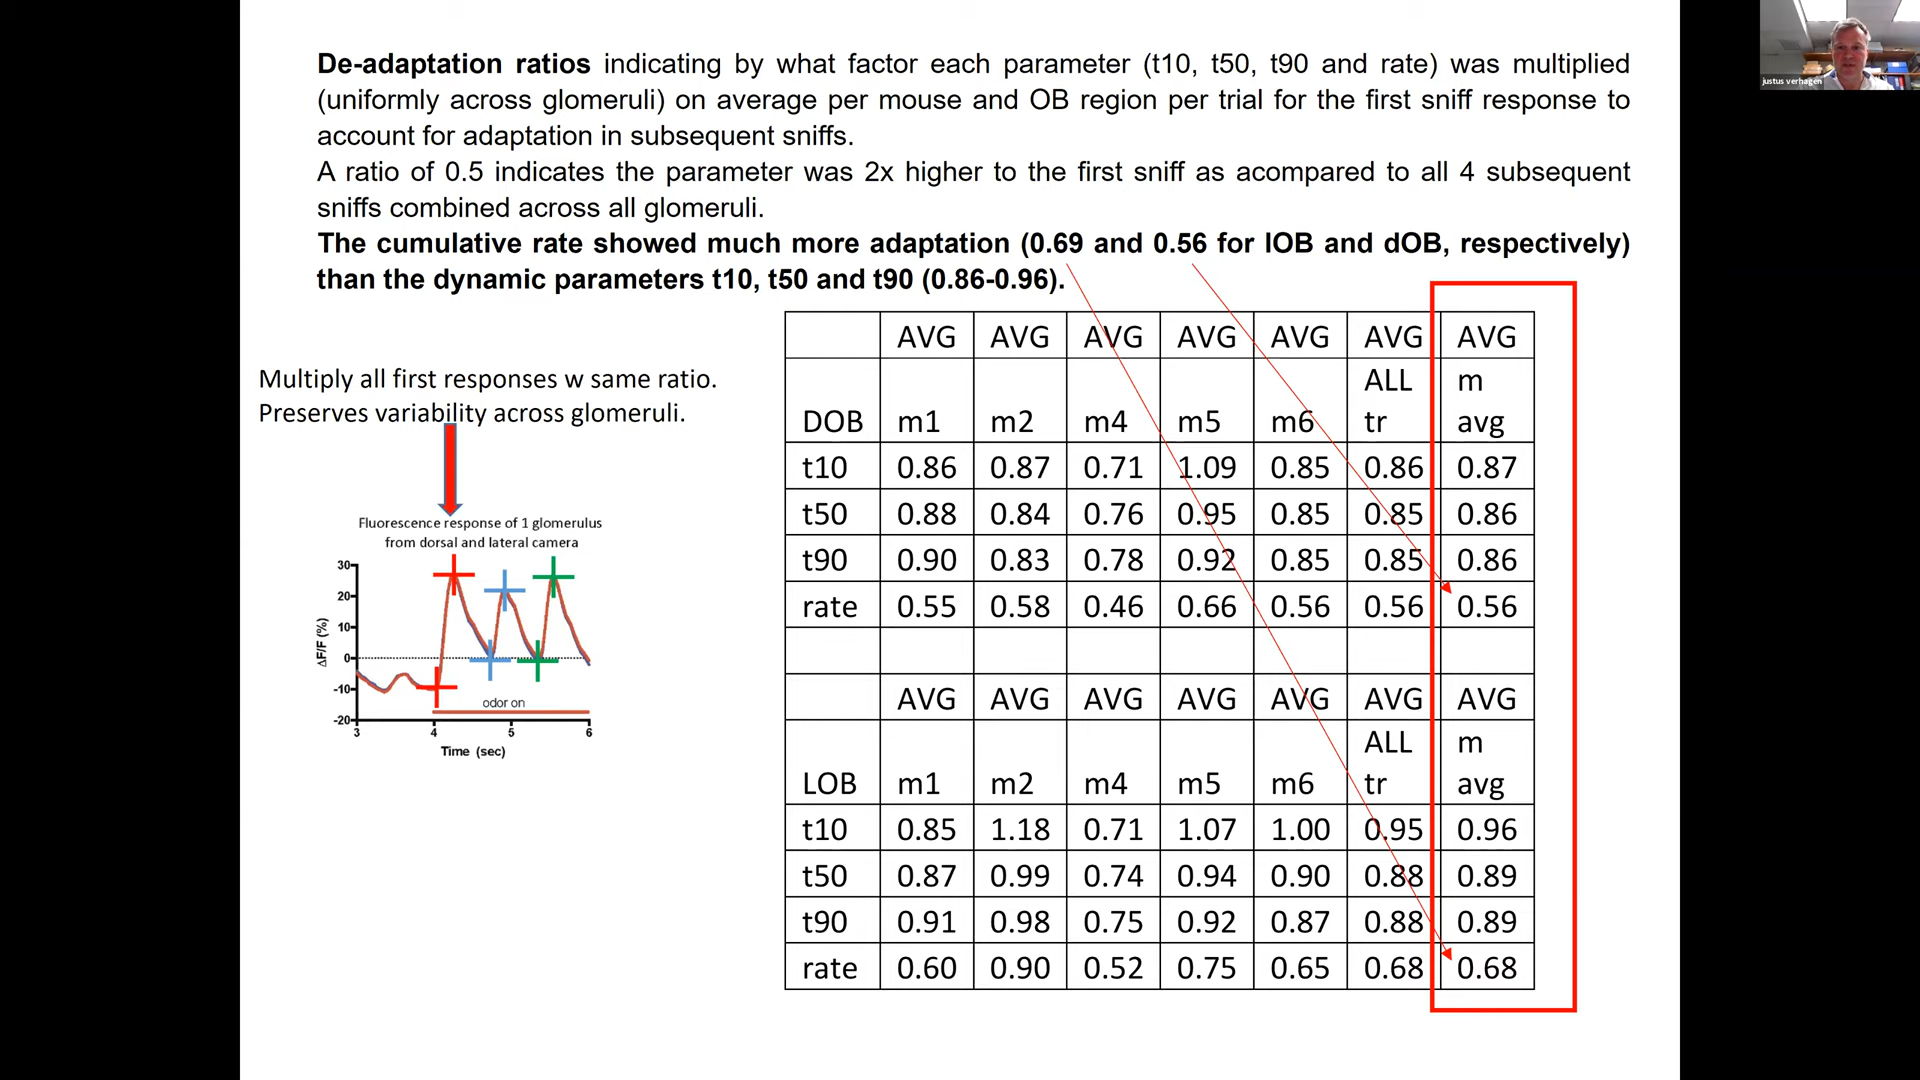 De-adaptation ratios indicating by what factor each parameter (t10, t50, t90 and rate) was multiplied
(uniformly across glomeruli) on average per mouse and OB region per trial for the first sniff response to
account for adaptation in subsequent sniffs.
A ratio of 0.5 indicates the parameter was 2x higher to the first sniff as acompared to all 4 subsequent
sniffs combined across all glomeruli.
The cumulative rate showed much more adaptation (0.69 and 0.56 for lOB and dOB, respectively)
than the dynamic parameters t10, t50 and t90 (0.86-0.96).
justus verhagen
Multiply all first responses w same ratio.
Preserves variability across glomeruli.
Fluorescence response of 1 glomerulus
from dorsal and lateral camera
30
20
10
0
-10
-20
ΔF/F (%)
odor on
3 4 5 6
Time (sec)
AVG AVG AVG AVG AVG AVG AVG
DOB m1 m2 m4 m5 m6 ALL tr m avg
t10 0.86 0.87 0.71 1.09 0.85 0.86 0.87
t50 0.88 0.84 0.76 0.95 0.85 0.85 0.86
t90 0.90 0.83 0.78 0.92 0.85 0.85 0.86
rate 0.55 0.58 0.46 0.66 0.56 0.56 0.56
AVG AVG AVG AVG AVG AVG AVG
LOB m1 m2 m4 m5 m6 ALL tr m avg
t10 0.85 1.18 0.71 1.07 1.00 0.95 0.96
t50 0.87 0.99 0.74 0.94 0.90 0.88 0.89
t90 0.91 0.98 0.75 0.92 0.87 0.88 0.89
rate 0.60 0.90 0.52 0.75 0.65 0.68 0.68